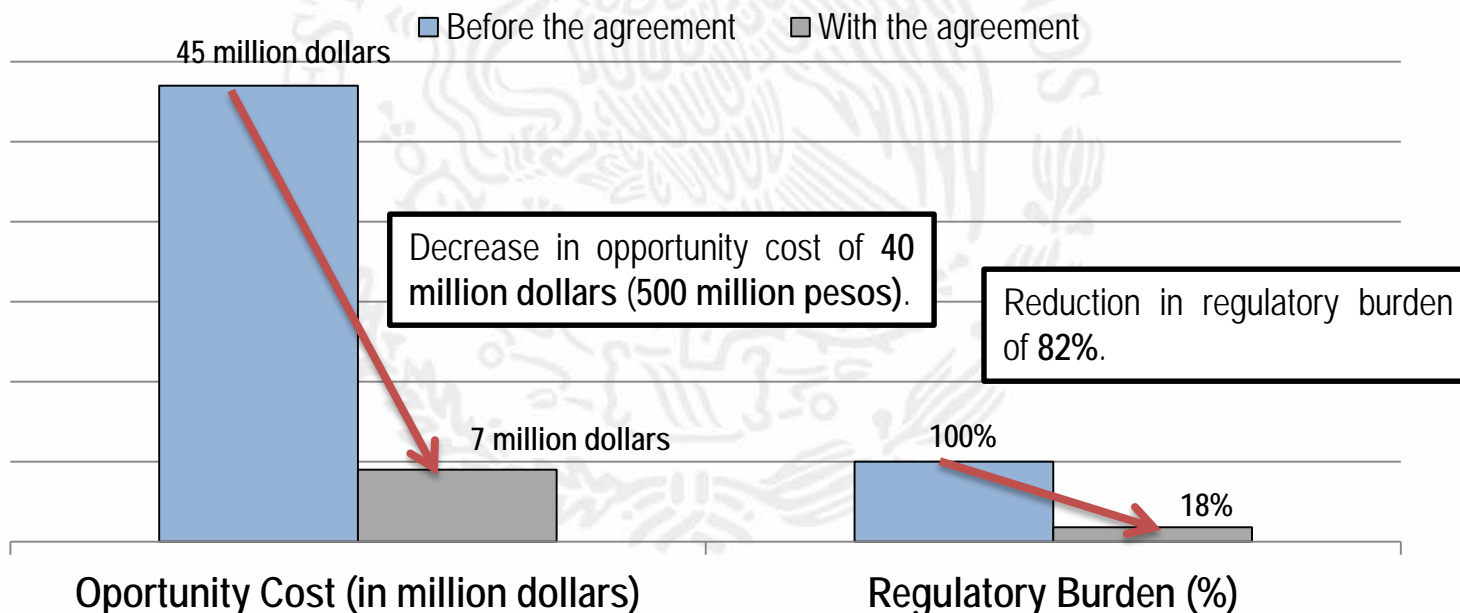 Before the agreement With the agreement
45 million dollars
Decrease in opportunity cost of 40
million dollars (500 million pesos).
Reduction in regulatory burden
of 82%.
7 million dollars
100%
18%
Oportunity Cost (in million dollars)
Regulatory Burden (%)